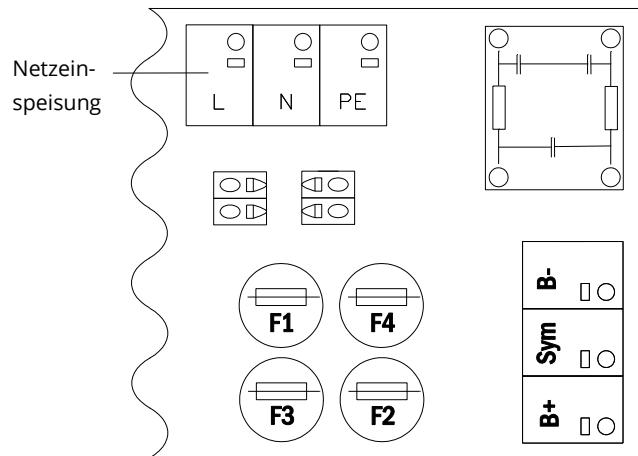 Netzein-
speisung
L N PE
F1 F4
F3 F2
B-
Sym
B+